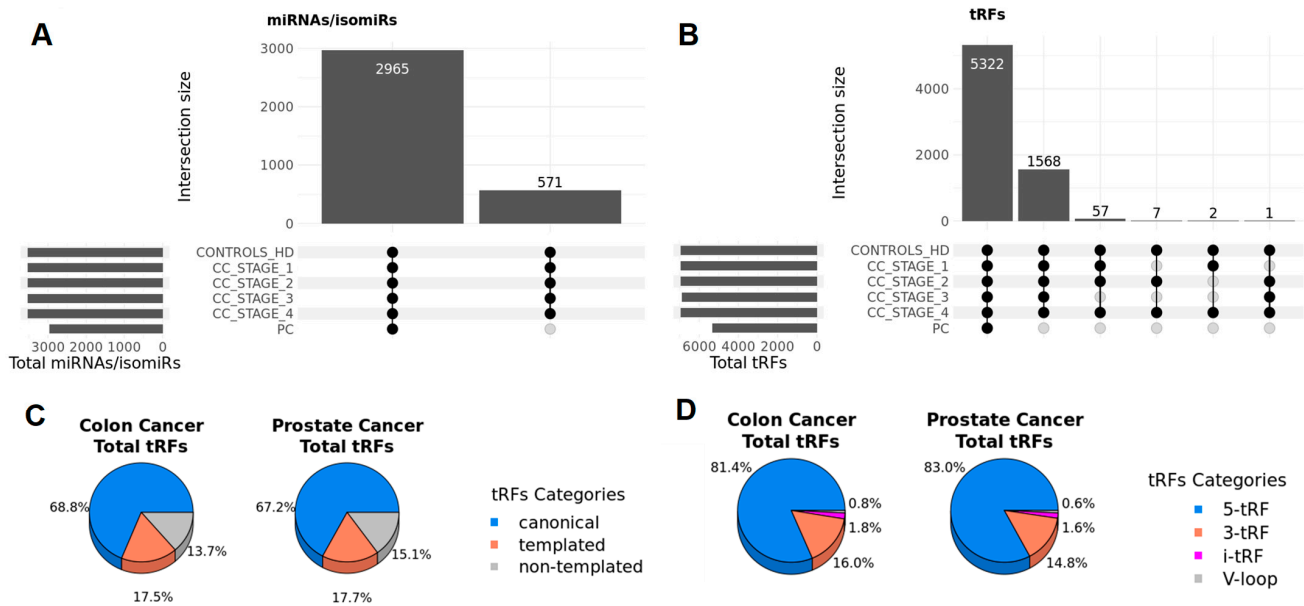 A
miRNAs/isomiRs
Intersection size
3000
2000
1000
0
2965
571
CONTROLS_HD
CC_STAGE_1
CC_STAGE_2
CC_STAGE_3
CC_STAGE_4
PC
3000 2000 1000 0
Total miRNAs/isomiRs
B
tRFs
Intersection size
4000
2000
0
5322
1568
57
7
2
1
CONTROLS_HD
CC_STAGE_1
CC_STAGE_2
CC_STAGE_3
CC_STAGE_4
PC
6000 4000 2000 0
Total tRFs
C
Colon Cancer
Total tRFs
68.8%
13.7%
17.5%
Prostate Cancer
Total tRFs
67.2%
15.1%
17.7%
tRFs Categories
canonical
templated
non-templated
D
Colon Cancer
Total tRFs
81.4%
0.8%
1.8%
16.0%
Prostate Cancer
Total tRFs
83.0%
0.6%
1.6%
14.8%
tRFs Categories
5-tRF
3-tRF
i-tRF
V-loop